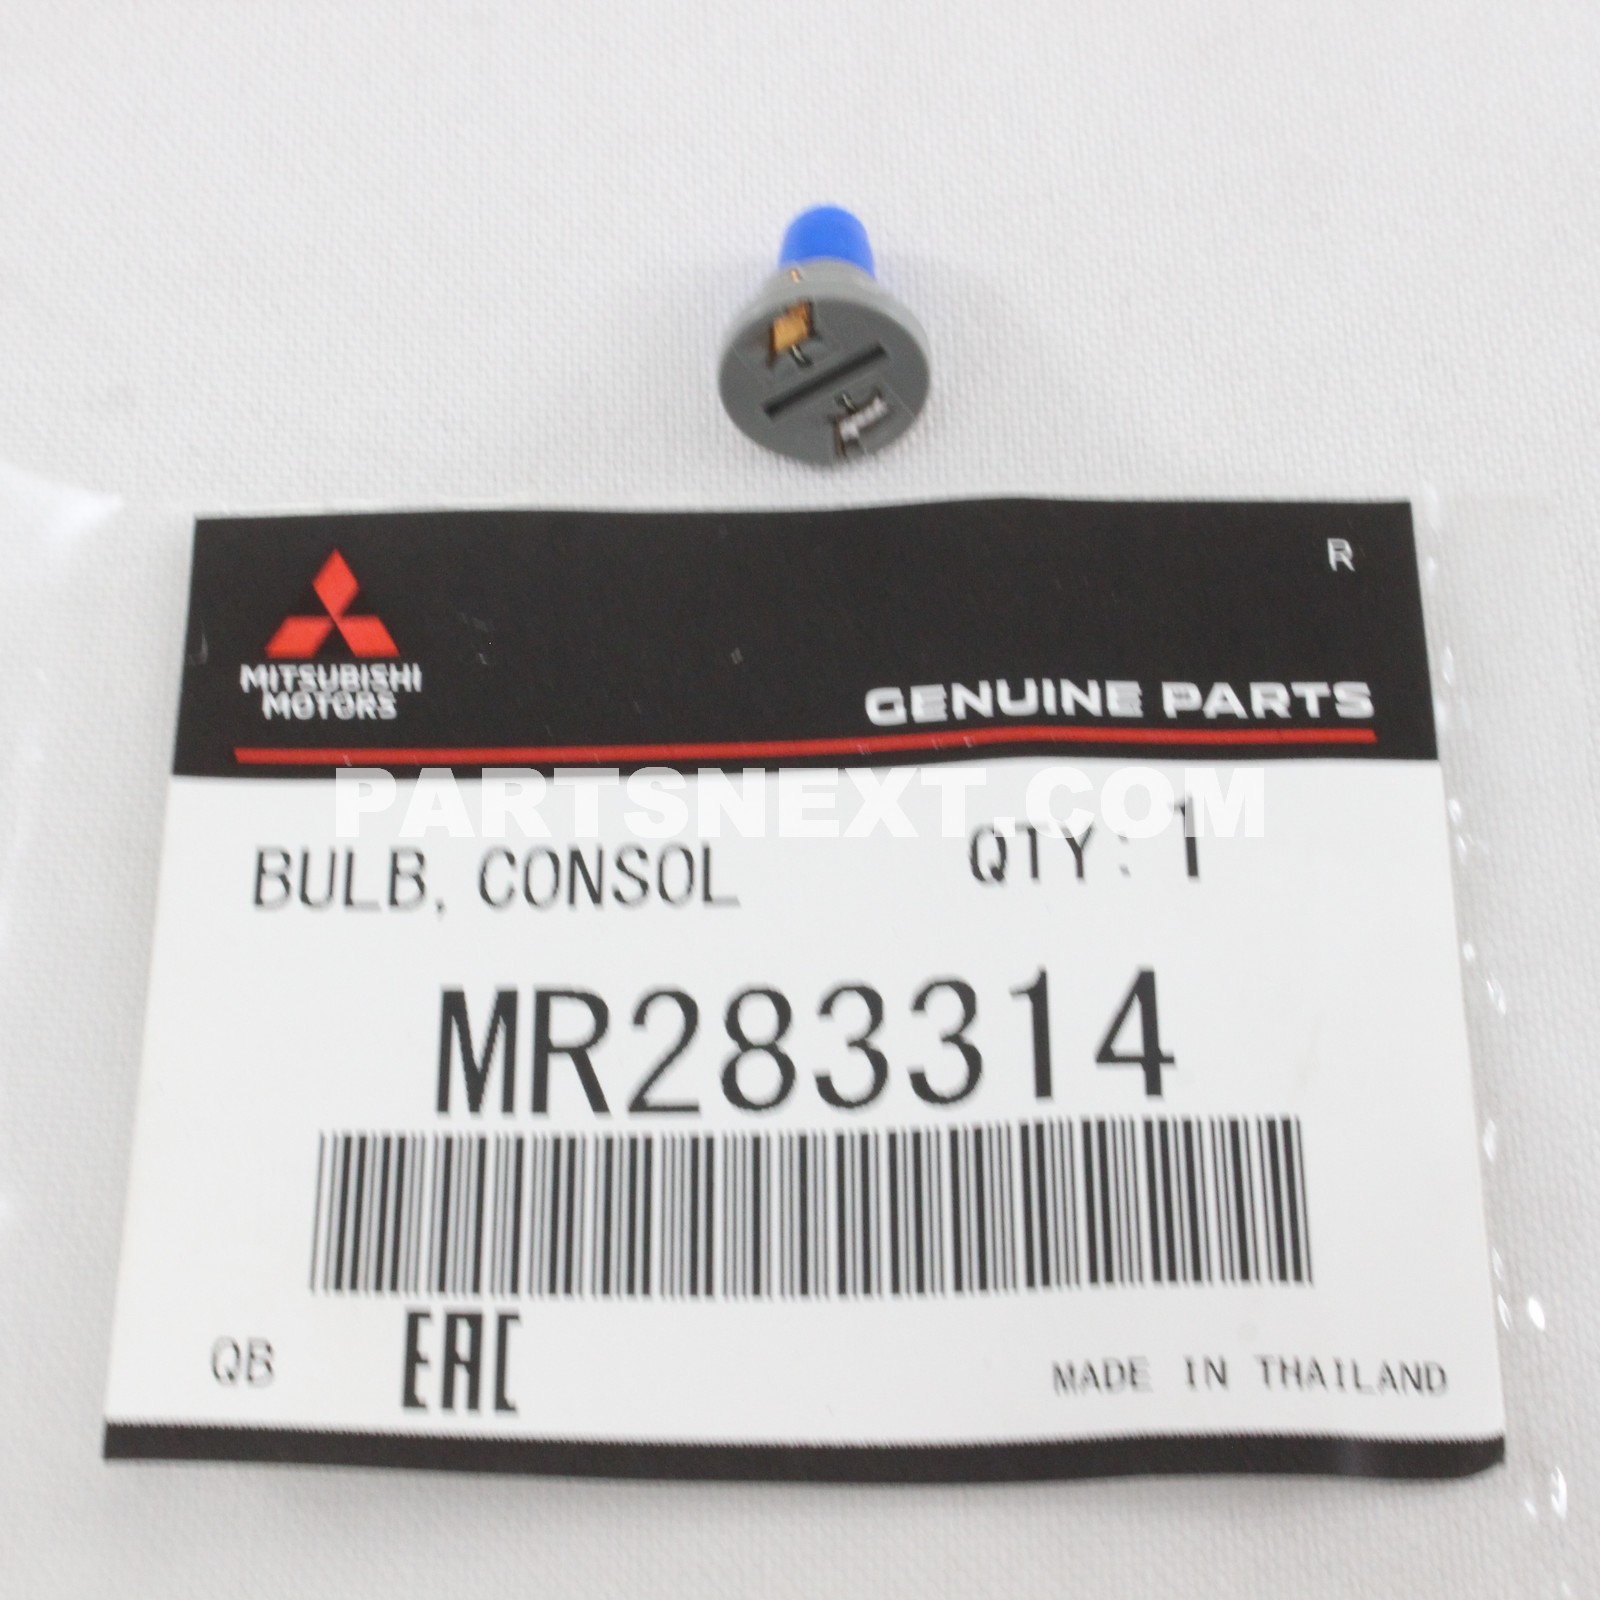 R
MITSUBISHI
MOTORS
GENUINE PARTS
PARTSNEXT.COM
BULB, CONSOL QTY: 1
MR283314
QB EAC MADE IN THAILAND